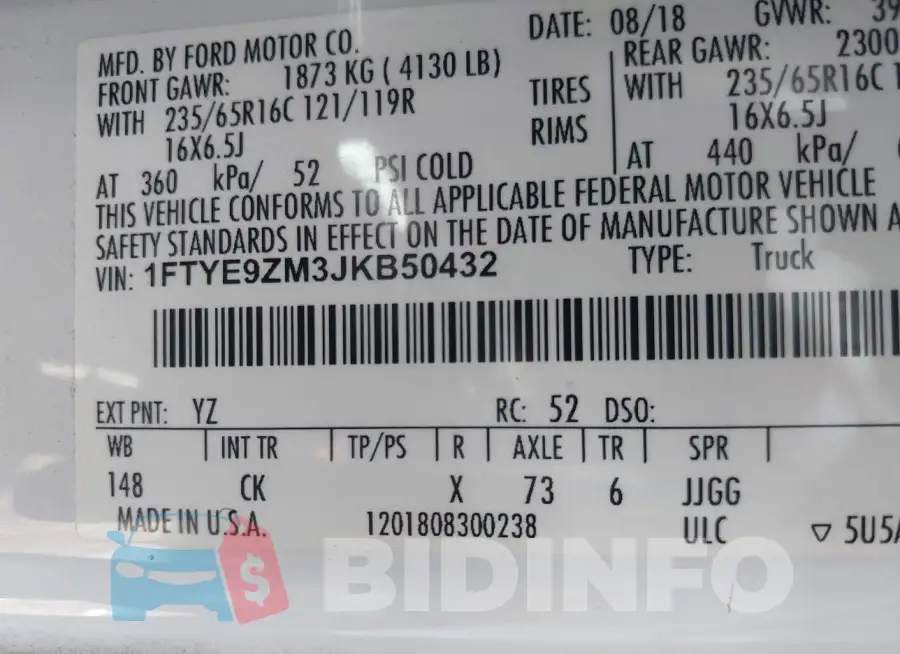 MFD. BY FORD MOTOR CO.
DATE: 08/18 GVWR: 39
FRONT GAWR: 1873 KG ( 4130 LB)
REAR GAWR: 2300
WITH 235/65R16C 121/119R TIRES WITH 235/65R16C 1
16X6.5J RIMS 16X6.5J
AT 360 kPa/ 52 PSI COLD AT 440 kPa/
THIS VEHICLE CONFORMS TO ALL APPLICABLE FEDERAL MOTOR VEHICLE
SAFETY STANDARDS IN EFFECT ON THE DATE OF MANUFACTURE SHOWN A
VIN: 1FTYE9ZM3JKB50432 TYPE: Truck
EXT PNT: YZ RC: 52 DSO:
WB INT TR TP/PS R AXLE TR SPR
148 CK X 73 6 JJGG
MADE IN U.S.A. 1201808300238 ULC ▽ 5U5A
$ BIDINFO